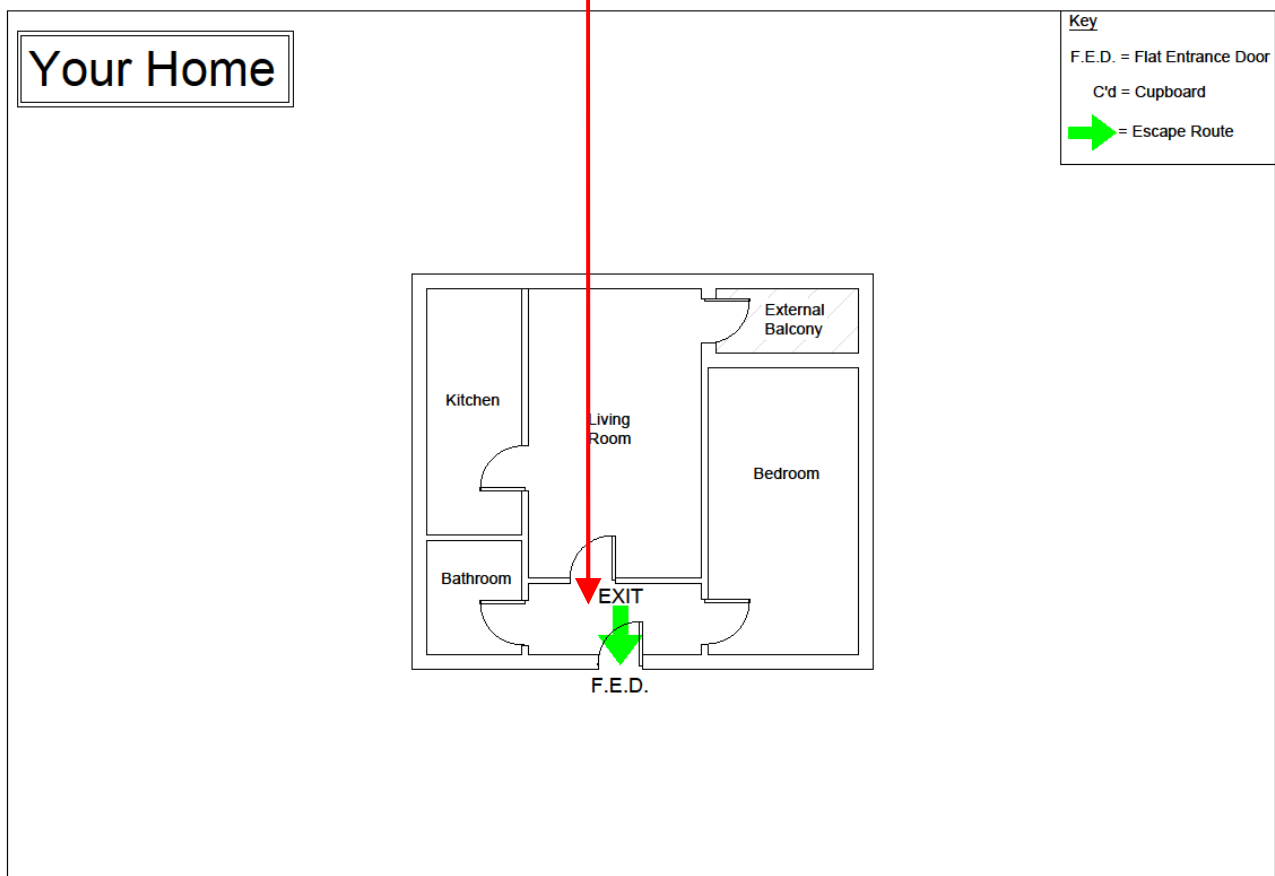 Your Home
Key
F.E.D. = Flat Entrance Door
C'd = Cupboard
= Escape Route
External
Balcony
Kitchen
Living
Room
Bedroom
Bathroom
EXIT
F.E.D.